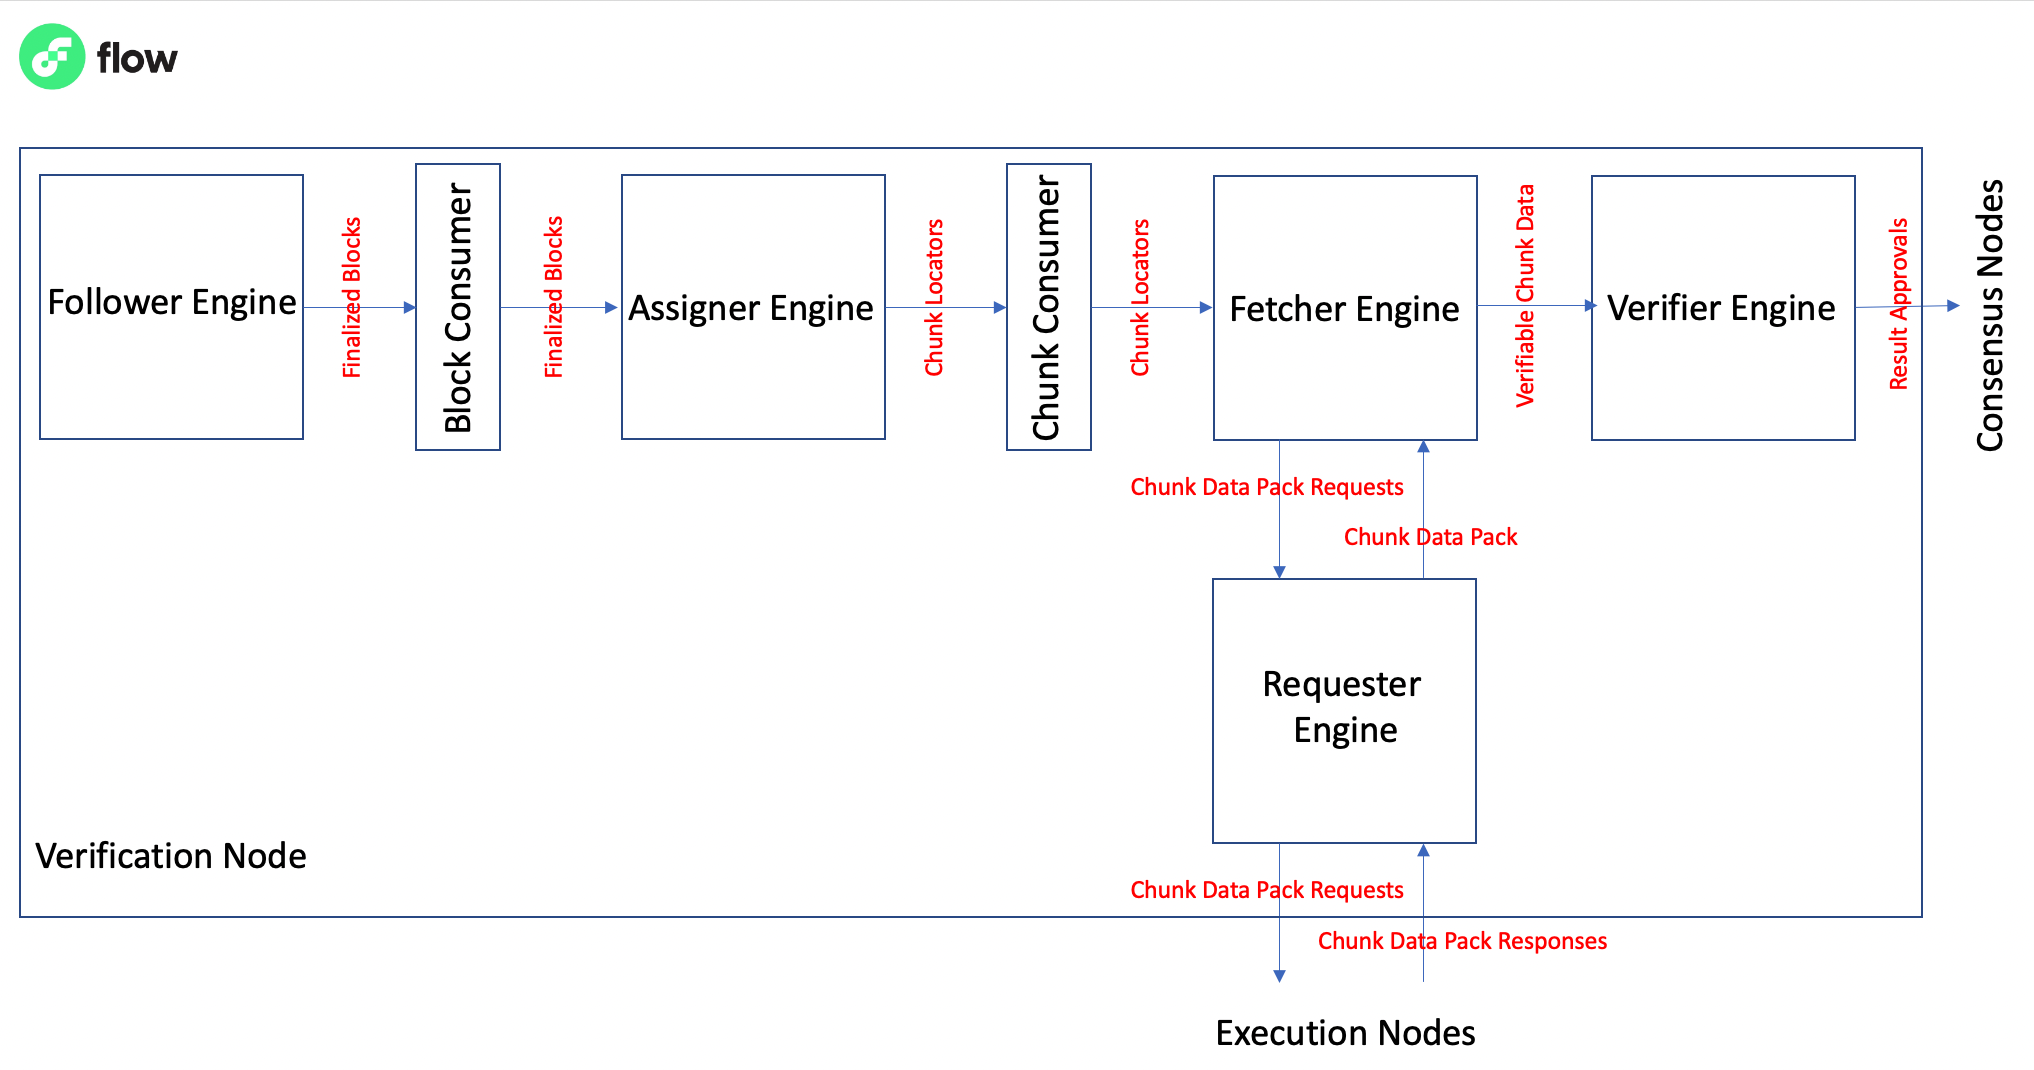 flow
Follower Engine
Finalized Blocks
Block Consumer
Finalized Blocks
Assigner Engine
Chunk Locators
Chunk Consumer
Chunk Locators
Fetcher Engine
Verifiable Chunk Data
Verifier Engine
Result Approvals
Consensus Nodes
Chunk Data Pack Requests
Chunk Data Pack
Requester
Engine
Verification Node
Chunk Data Pack Requests
Chunk Data Pack Responses
Execution Nodes